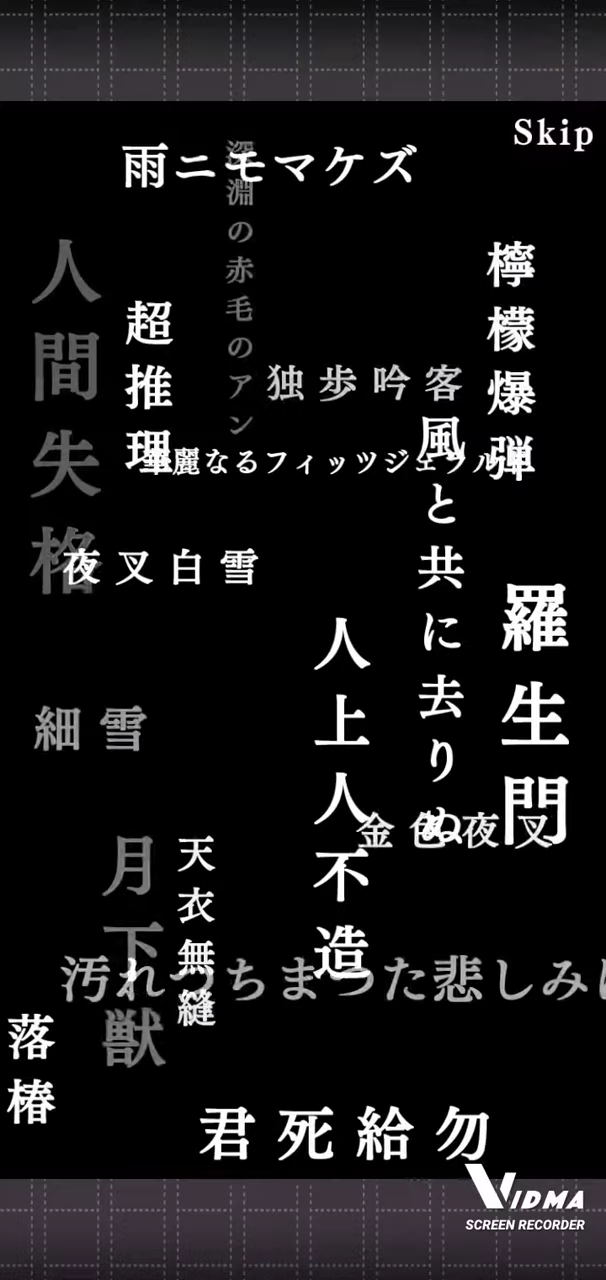 Skip
雨ニモマケズ
深淵の赤毛のアン
人間失格
超推理
檸檬爆弾
独歩吟客
風と共に去りぬ
華麗なるフィッツジェラルド
夜叉白雪
羅生門
人上人不造
細雪
金色夜叉
月下獣
天衣無縫
汚れつちまつた悲しみに
落椿
君死給勿
VIDMA
SCREEN RECORDER